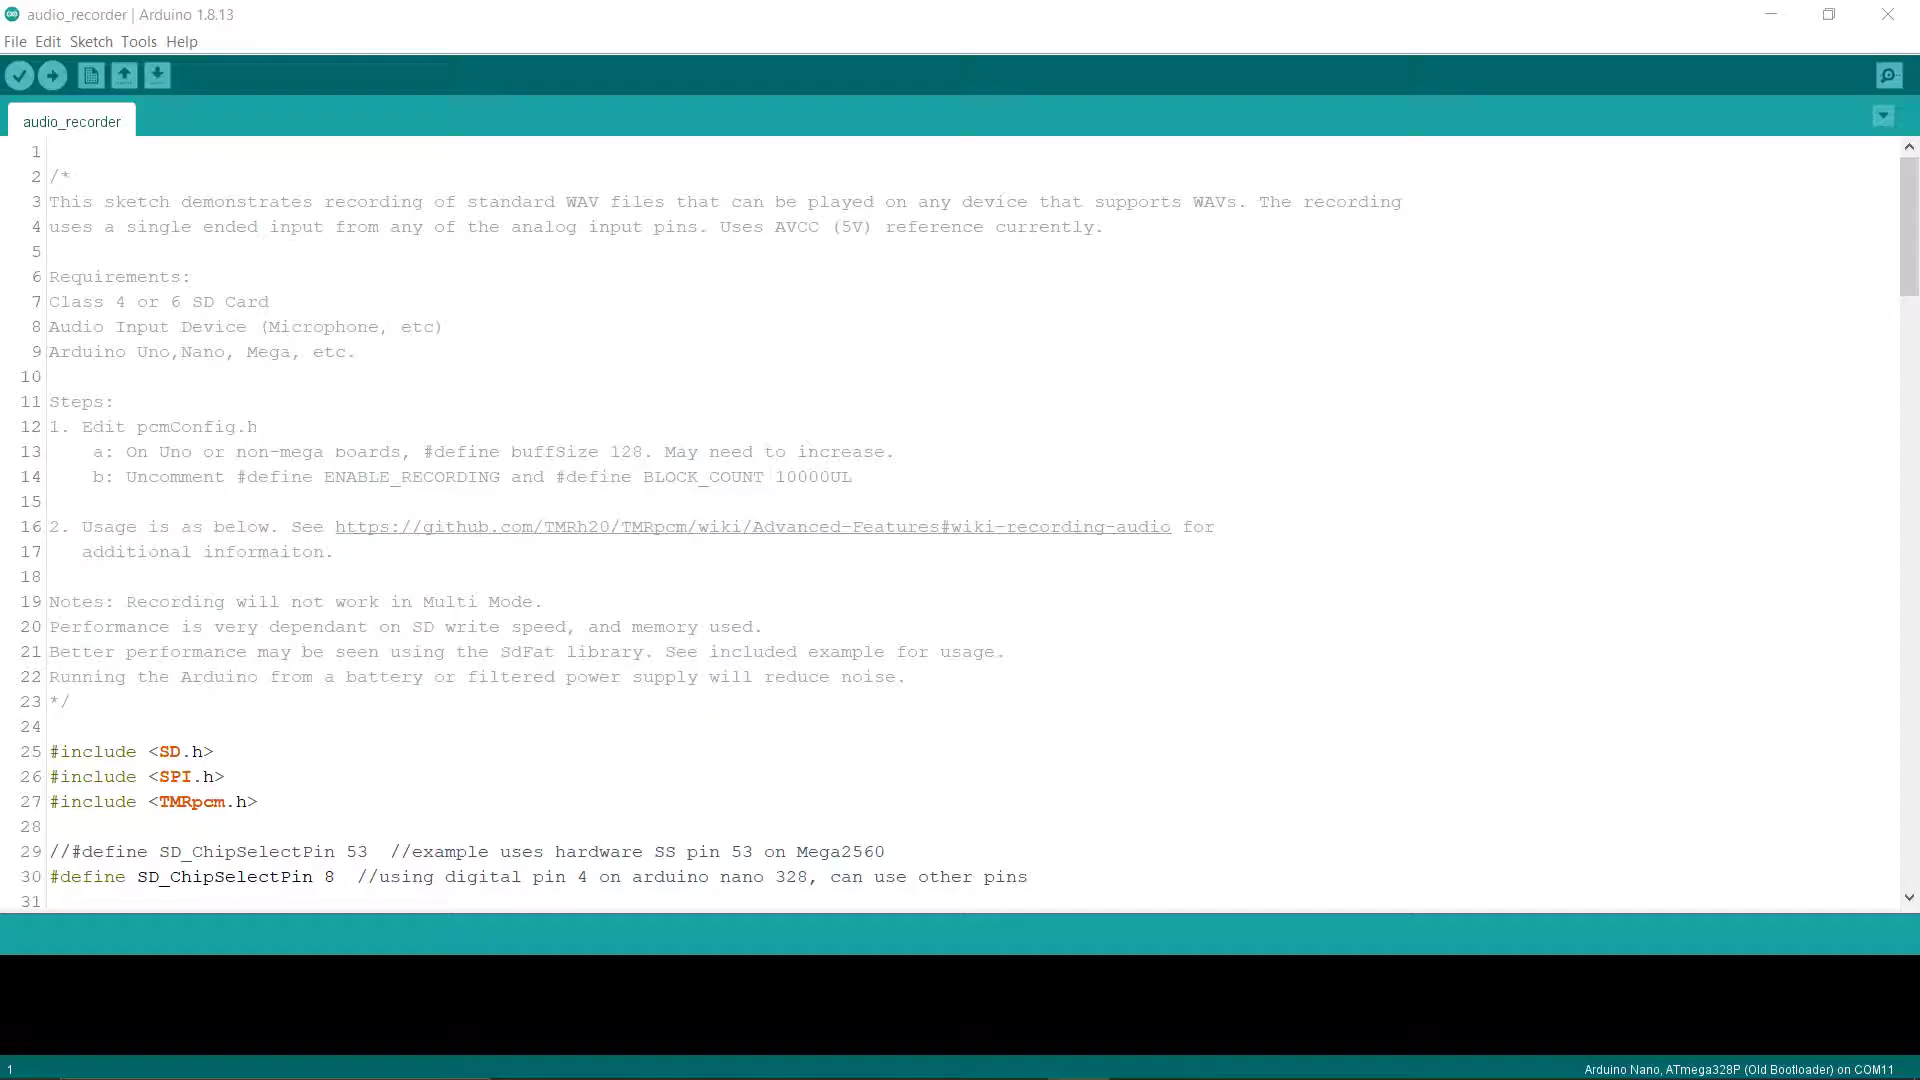 audio_recorder | Arduino 1.8.13
File Edit Sketch Tools Help
audio_recorder
1
2 /*
3 This sketch demonstrates recording of standard WAV files that can be played on any device that supports WAVs. The recording
4 uses a single ended input from any of the analog input pins. Uses AVCC (5V) reference currently.
5
6 Requirements:
7 Class 4 or 6 SD Card
8 Audio Input Device (Microphone, etc)
9 Arduino Uno,Nano, Mega, etc.
10
11 Steps:
12 1. Edit pcmConfig.h
13     a: On Uno or non-mega boards, #define buffSize 128. May need to increase.
14     b: Uncomment #define ENABLE_RECORDING and #define BLOCK_COUNT 10000UL
15
16 2. Usage is as below. See https://github.com/TMRh20/TMRpcm/wiki/Advanced-Features#wiki-recording-audio for
17    additional informaiton.
18
19 Notes: Recording will not work in Multi Mode.
20 Performance is very dependant on SD write speed, and memory used.
21 Better performance may be seen using the SdFat library. See included example for usage.
22 Running the Arduino from a battery or filtered power supply will reduce noise.
23 */
24
25 #include <SD.h>
26 #include <SPI.h>
27 #include <TMRpcm.h>
28
29 //#define SD_ChipSelectPin 53  //example uses hardware SS pin 53 on Mega2560
30 #define SD_ChipSelectPin 8  //using digital pin 4 on arduino nano 328, can use other pins
31
1
Arduino Nano, ATmega328P (Old Bootloader) on COM11